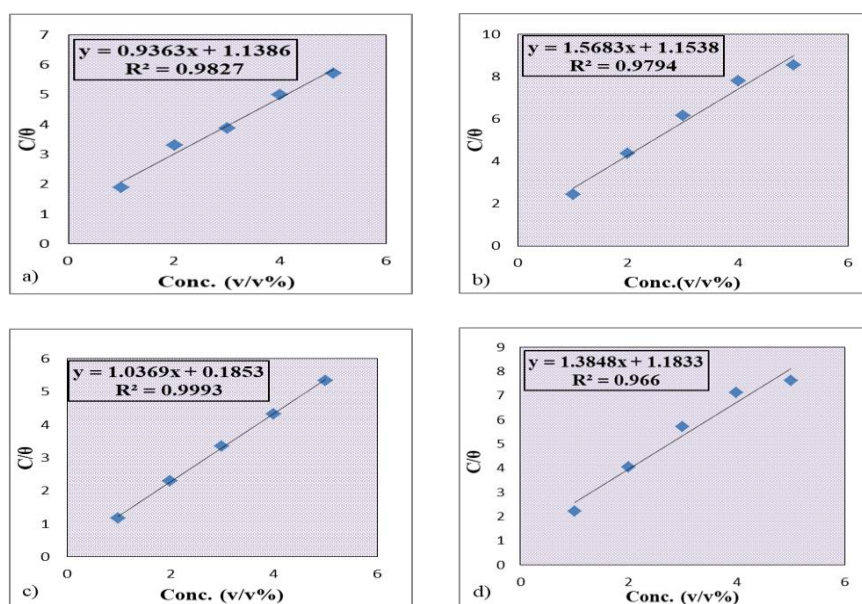 y = 0.9363x + 1.1386
R² = 0.9827
C/θ
7
6
5
4
3
2
1
0
0 2 4 6
Conc. (v/v%)
a)
y = 1.5683x + 1.1538
R² = 0.9794
C/θ
10
8
6
4
2
0
0 2 4 6
Conc.(v/v%)
b)
y = 1.0369x + 0.1853
R² = 0.9993
C/θ
6
5
4
3
2
1
0
0 2 4 6
Conc. (v/v%)
c)
y = 1.3848x + 1.1833
R² = 0.966
C/θ
9
8
7
6
5
4
3
2
1
0
0 2 4 6
Conc. (v/v%)
d)